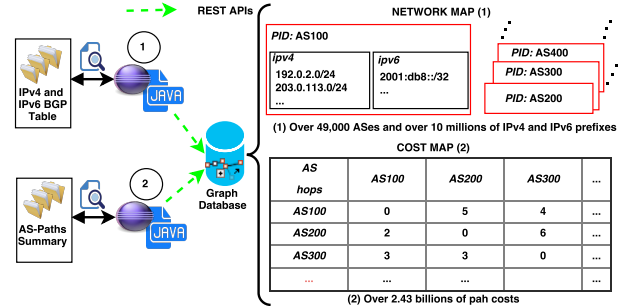 REST APIs
1
IPv4 and
IPv6 BGP
Table
JAVA
2
AS-Paths
Summary
JAVA
Graph
Database
NETWORK MAP (1)
PID: AS100
ipv4
192.0.2.0/24
203.0.113.0/24
...
ipv6
2001:db8::/32
...
PID: AS400
PID: AS300
PID: AS200
(1) Over 49,000 ASes and over 10 millions of IPv4 and IPv6 prefixes
COST MAP (2)
AS hops AS100 AS200 AS300 ...
AS100 0 5 4 ...
AS200 2 0 6 ...
AS300 3 3 0 ...
... ... ... ...
(2) Over 2.43 billions of pah costs